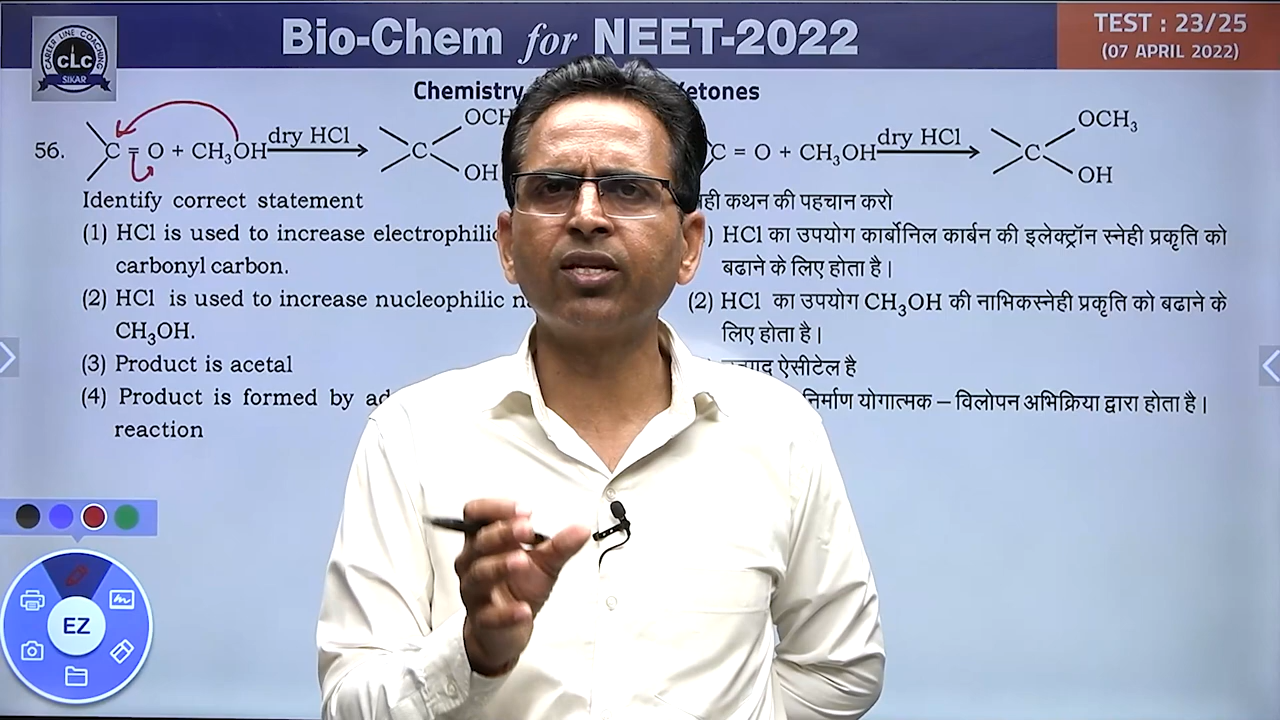 CAREER LINE COACHING
CLC
SIKAR
Bio-Chem for NEET-2022
TEST : 23/25
(07 APRIL 2022)
Chemistry
Ketones
56. C = O + CH₃OH dry HCl C OCH OH
Identify correct statement
(1) HCl is used to increase electrophilic
carbonyl carbon.
(2) HCl is used to increase nucleophilic
CH₃OH.
(3) Product is acetal
(4) Product is formed by
reaction
C = O + CH₃OH dry HCl C OCH₃ OH
कथन की पहचान करो
HCl का उपयोग कार्बोनिल कार्बन की इलेक्ट्रॉन स्नेही प्रकृति को
बढाने के लिए होता है।
(2) HCl का उपयोग CH₃OH की नाभिकस्नेही प्रकृति को बढाने के
लिए होता है।
ऐसीटेल है
निर्माण योगात्मक – विलोपन अभिक्रिया द्वारा होता है।
EZ